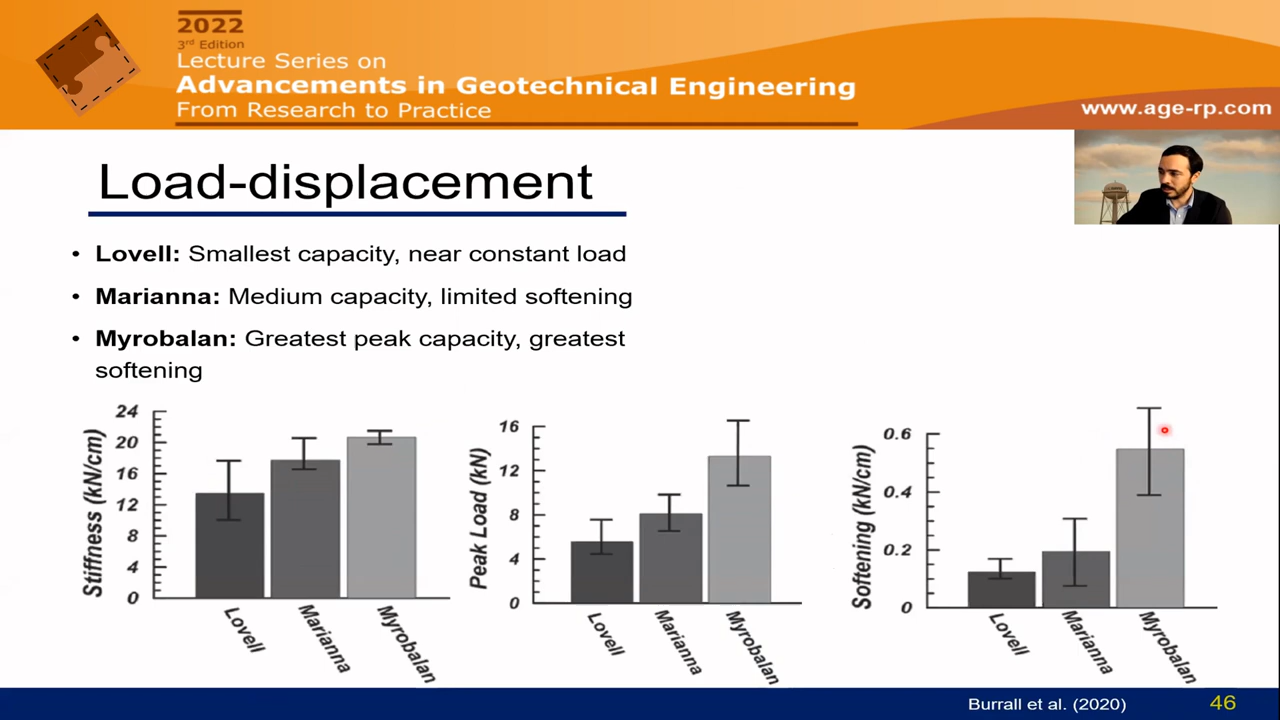 2022
3rd Edition
Lecture Series on
Advancements in Geotechnical Engineering
From Research to Practice
www.age-rp.com
Load-displacement
• Lovell: Smallest capacity, near constant load
• Marianna: Medium capacity, limited softening
• Myrobalan: Greatest peak capacity, greatest
softening
Stiffness (kN/cm)
24
20
16
12
8
4
0
Lovell
Marianna
Myrobalan
Peak Load (kN)
16
12
8
4
0
Lovell
Marianna
Myrobalan
Softening (kN/cm)
0.6
0.4
0.2
0
Lovell
Marianna
Myrobalan
Burrall et al. (2020)
46